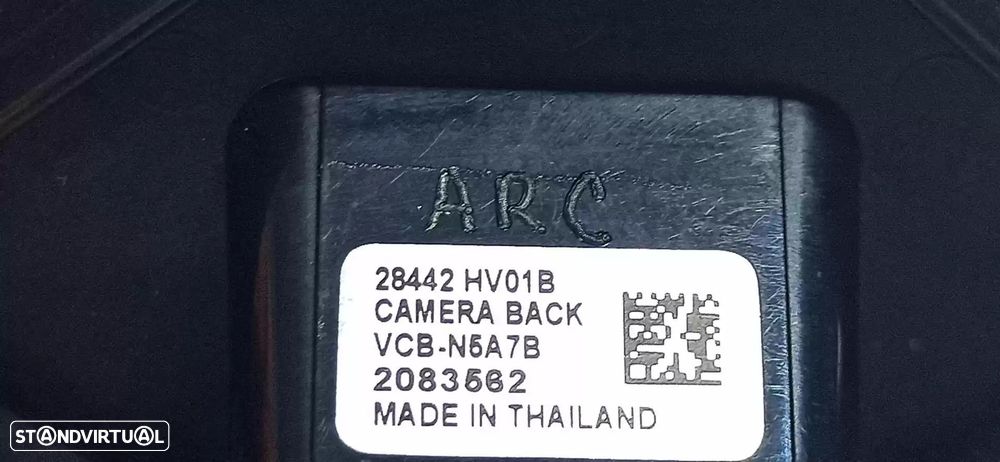 ARC
28442 HV01B
CAMERA BACK
VCB-N5A7B
2083562
MADE IN THAILAND
STANDVIRTUAL